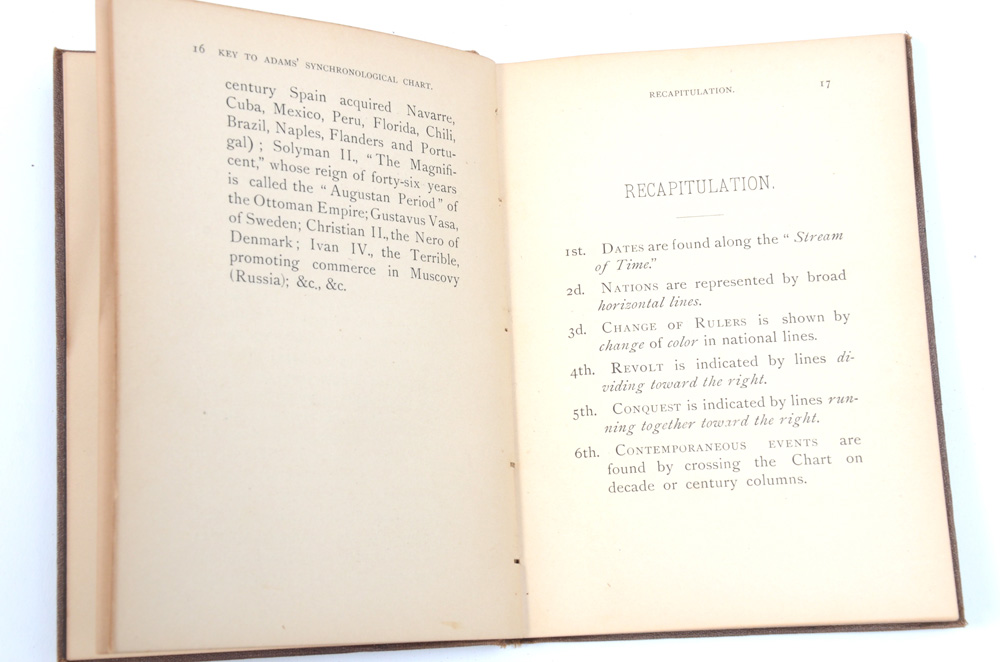 16 KEY TO ADAMS' SYNCHRONOLOGICAL CHART.
century Spain acquired Navarre,
Cuba, Mexico, Peru, Florida, Chili,
Brazil, Naples, Flanders and Portu-
gal); Solyman II., "The Magnifi-
cent," whose reign of forty-six years
is called the "Augustan Period" of
the Ottoman Empire; Gustavus Vasa,
of Sweden; Christian II., the Nero of
Denmark; Ivan IV., the Terrible,
promoting commerce in Muscovy
(Russia); &c., &c.
RECAPITULATION. 17
RECAPITULATION.
1st. DATES are found along the "Stream
of Time."
2d. NATIONS are represented by broad
horizontal lines.
3d. CHANGE OF RULERS is shown by
change of color in national lines.
4th. REVOLT is indicated by lines di-
viding toward the right.
5th. CONQUEST is indicated by lines run-
ning together toward the right.
6th. CONTEMPORANEOUS EVENTS are
found by crossing the Chart on
decade or century columns.